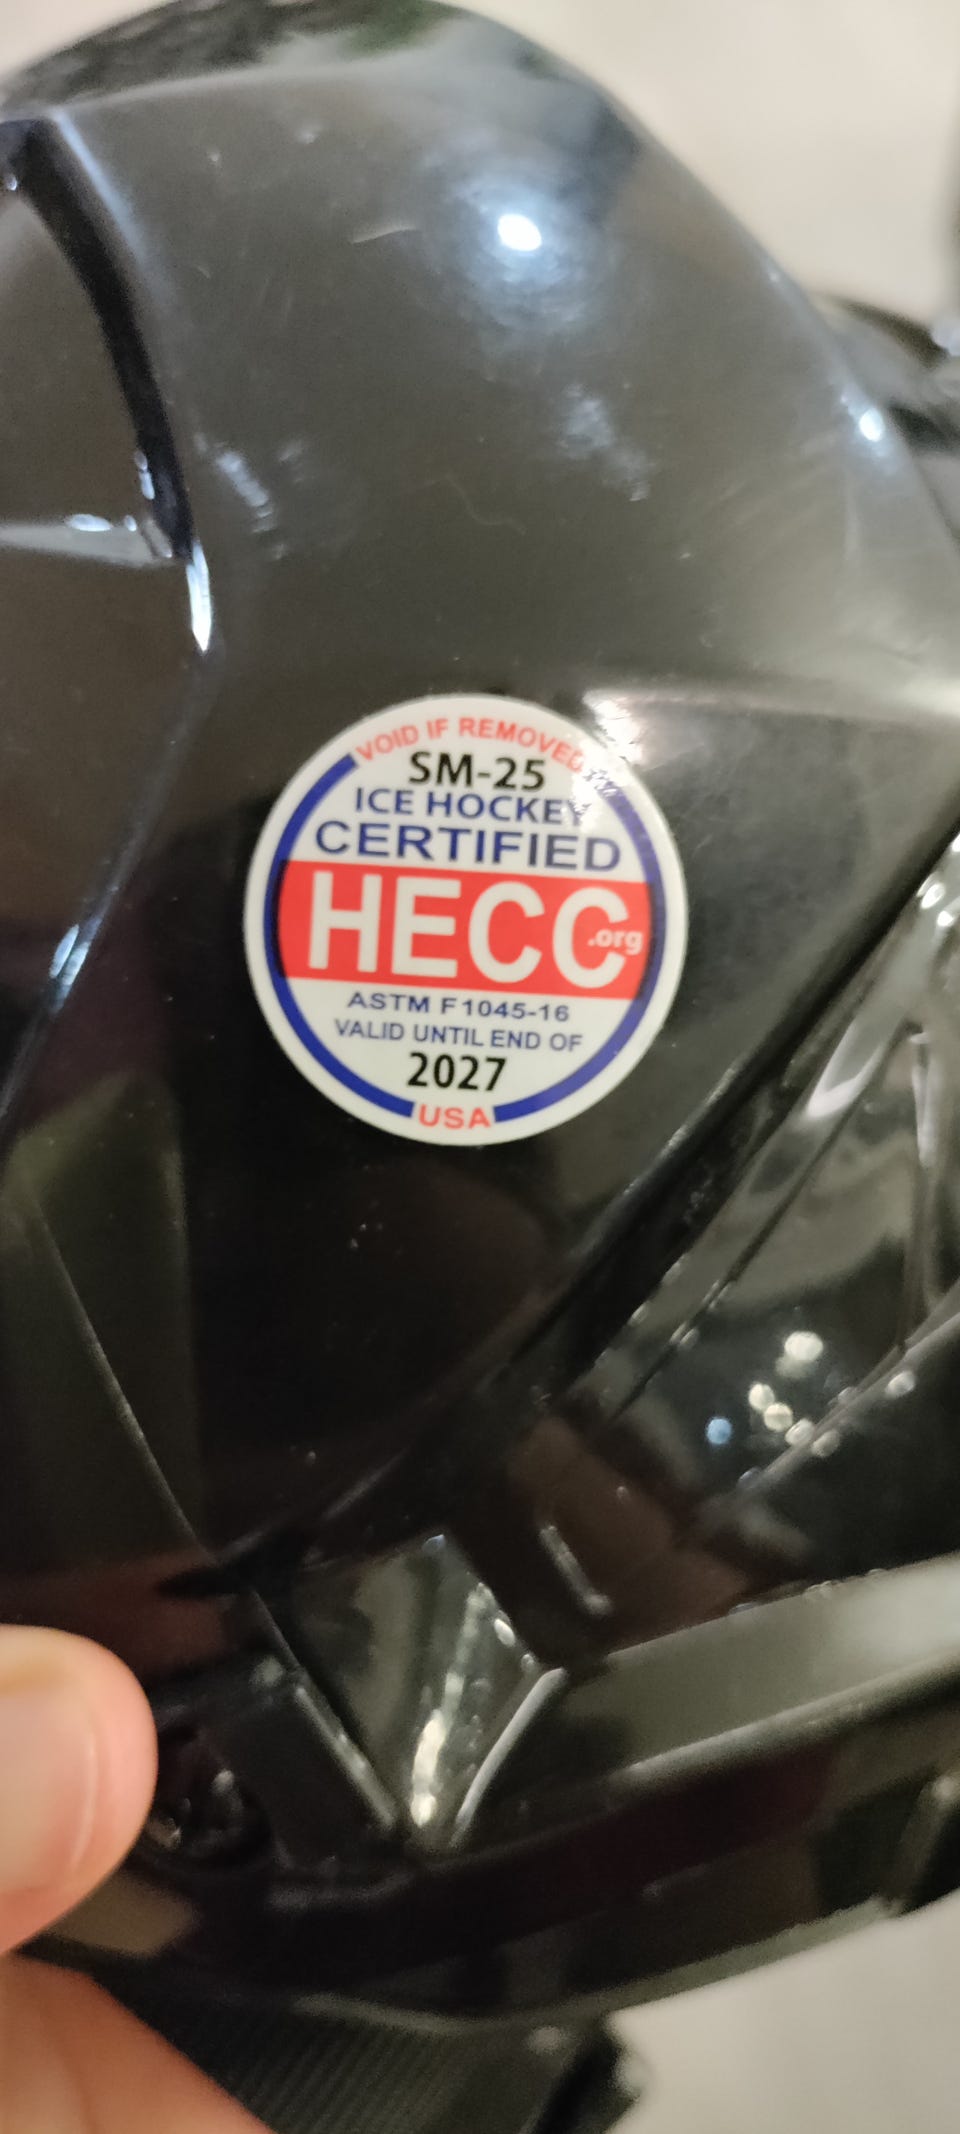 VOID IF REMOVED
SM-25
ICE HOCKEY
CERTIFIED
HECC.org
ASTM F1045-16
VALID UNTIL END OF
2027
USA